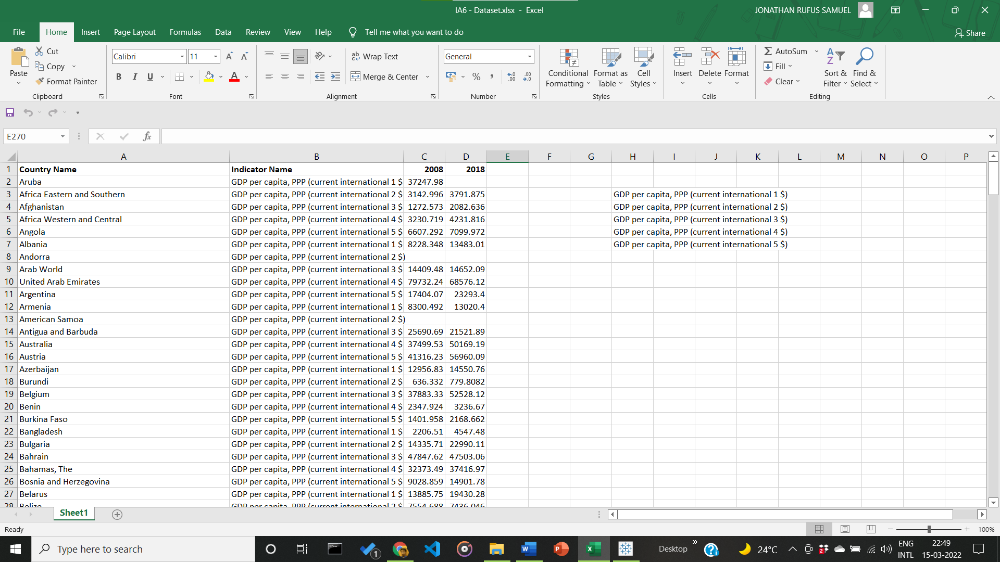 IA6 - Dataset.xlsx - Excel
JONATHAN RUFUS SAMUEL
File Home Insert Page Layout Formulas Data Review View Help Tell me what you want to do Share
Cut
Copy
Format Painter
Paste
Clipboard
Calibri 11
B I U
Font
Wrap Text
Merge & Center
Alignment
General
Number
Conditional Formatting
Format as Table
Cell Styles
Styles
Insert Delete Format
Cells
AutoSum
Fill
Clear
Sort & Filter
Find & Select
Editing
E270
fx
A B C D E F G H I J K L M N O P
1 Country Name Indicator Name 2008 2018
2 Aruba GDP per capita, PPP (current international 1 $ 37247.98
3 Africa Eastern and Southern GDP per capita, PPP (current international 2 $ 3142.996 3791.875 GDP per capita, PPP (current international 1 $)
4 Afghanistan GDP per capita, PPP (current international 3 $ 1272.573 2082.636 GDP per capita, PPP (current international 2 $)
5 Africa Western and Central GDP per capita, PPP (current international 4 $ 3230.719 4231.816 GDP per capita, PPP (current international 3 $)
6 Angola GDP per capita, PPP (current international 5 $ 6607.292 7099.972 GDP per capita, PPP (current international 4 $)
7 Albania GDP per capita, PPP (current international 1 $ 8228.348 13483.01 GDP per capita, PPP (current international 5 $)
8 Andorra GDP per capita, PPP (current international 2 $)
9 Arab World GDP per capita, PPP (current international 3 $ 14409.48 14652.09
10 United Arab Emirates GDP per capita, PPP (current international 4 $ 79732.24 68576.12
11 Argentina GDP per capita, PPP (current international 5 $ 17404.07 23293.4
12 Armenia GDP per capita, PPP (current international 1 $ 8300.492 13020.4
13 American Samoa GDP per capita, PPP (current international 2 $)
14 Antigua and Barbuda GDP per capita, PPP (current international 3 $ 25690.69 21521.89
15 Australia GDP per capita, PPP (current international 4 $ 37499.53 50169.19
16 Austria GDP per capita, PPP (current international 5 $ 41316.23 56960.09
17 Azerbaijan GDP per capita, PPP (current international 1 $ 12956.83 14550.76
18 Burundi GDP per capita, PPP (current international 2 $ 636.332 779.8082
19 Belgium GDP per capita, PPP (current international 3 $ 37883.33 52528.12
20 Benin GDP per capita, PPP (current international 4 $ 2347.924 3236.67
21 Burkina Faso GDP per capita, PPP (current international 5 $ 1401.958 2168.662
22 Bangladesh GDP per capita, PPP (current international 1 $ 2206.51 4547.48
23 Bulgaria GDP per capita, PPP (current international 2 $ 14335.71 22990.11
24 Bahrain GDP per capita, PPP (current international 3 $ 47847.62 47503.06
25 Bahamas, The GDP per capita, PPP (current international 4 $ 32373.49 37416.97
26 Bosnia and Herzegovina GDP per capita, PPP (current international 5 $ 9028.859 14901.78
27 Belarus GDP per capita, PPP (current international 1 $ 13885.75 19430.28
28 Belize GDP per capita, PPP (current international 2 $ 7554.688 7436.046
Sheet1
Ready
100%
Type here to search
1
Desktop
24°C
2
ENG
INTL
22:49
15-03-2022